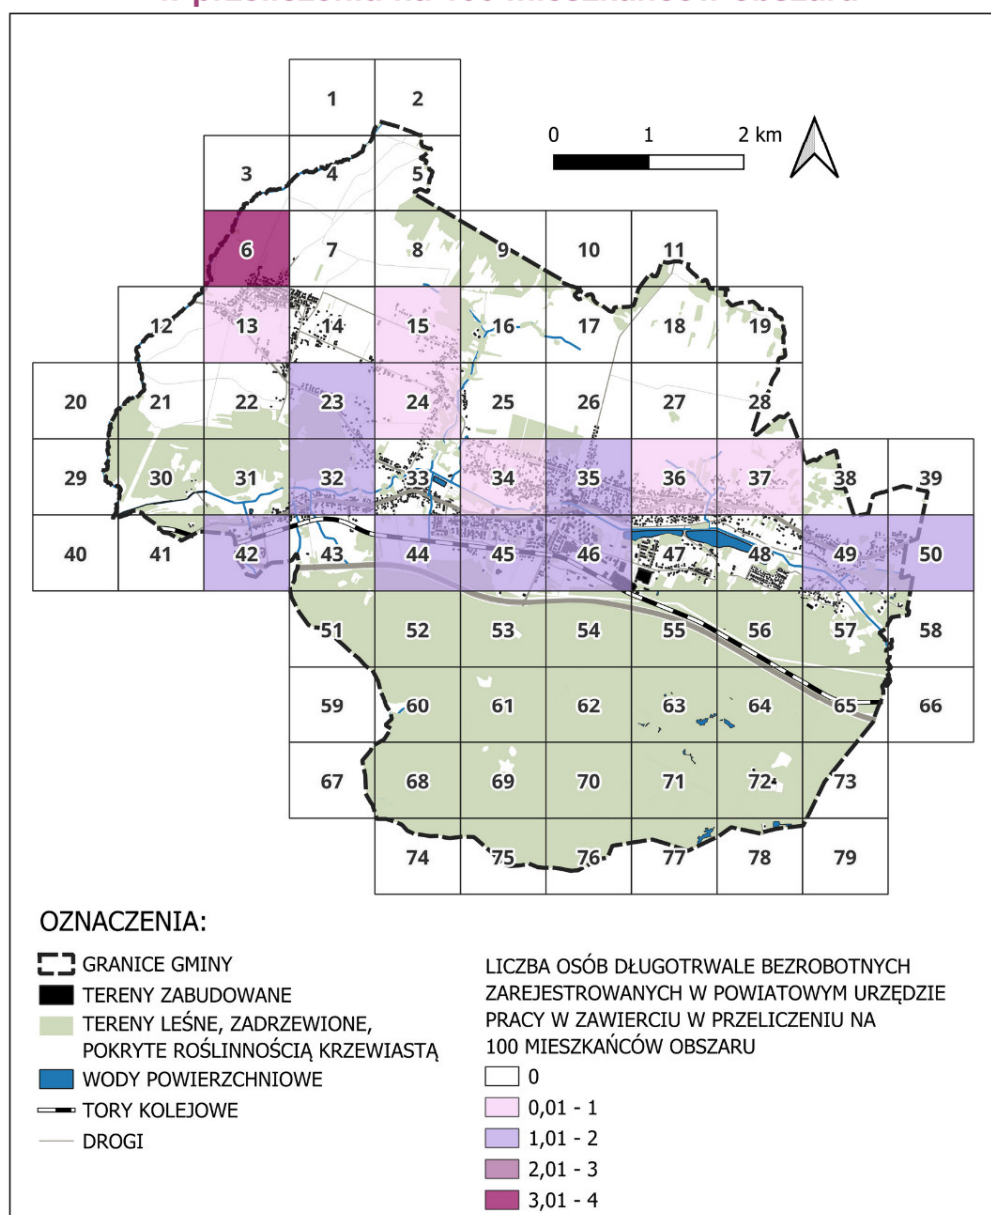 w przeliczeniu na 100 mieszkańców obszaru
1 2
0 1 2 km
3 4 5
6 7 8 9 10 11
12 13 14 15 16 17 18 19
20 21 22 23 24 25 26 27 28
29 30 31 32 33 34 35 36 37 38 39
40 41 42 43 44 45 46 47 48 49 50
51 52 53 54 55 56 57 58
59 60 61 62 63 64 65 66
67 68 69 70 71 72 73
74 75 76 77 78 79
OZNACZENIA:
GRANICE GMINY
TERENY ZABUDOWANE
TERENY LEŚNE, ZADRZEWIONE,
POKRYTE ROŚLINNOŚCIĄ KRZEWIASTĄ
WODY POWIERZCHNIOWE
TORY KOLEJOWE
DROGI
LICZBA OSÓB DŁUGOTRWALE BEZROBOTNYCH
ZAREJESTROWANYCH W POWIATOWYM URZĘDZIE
PRACY W ZAWIERCIU W PRZELICZENIU NA
100 MIESZKAŃCÓW OBSZARU
0
0,01 - 1
1,01 - 2
2,01 - 3
3,01 - 4